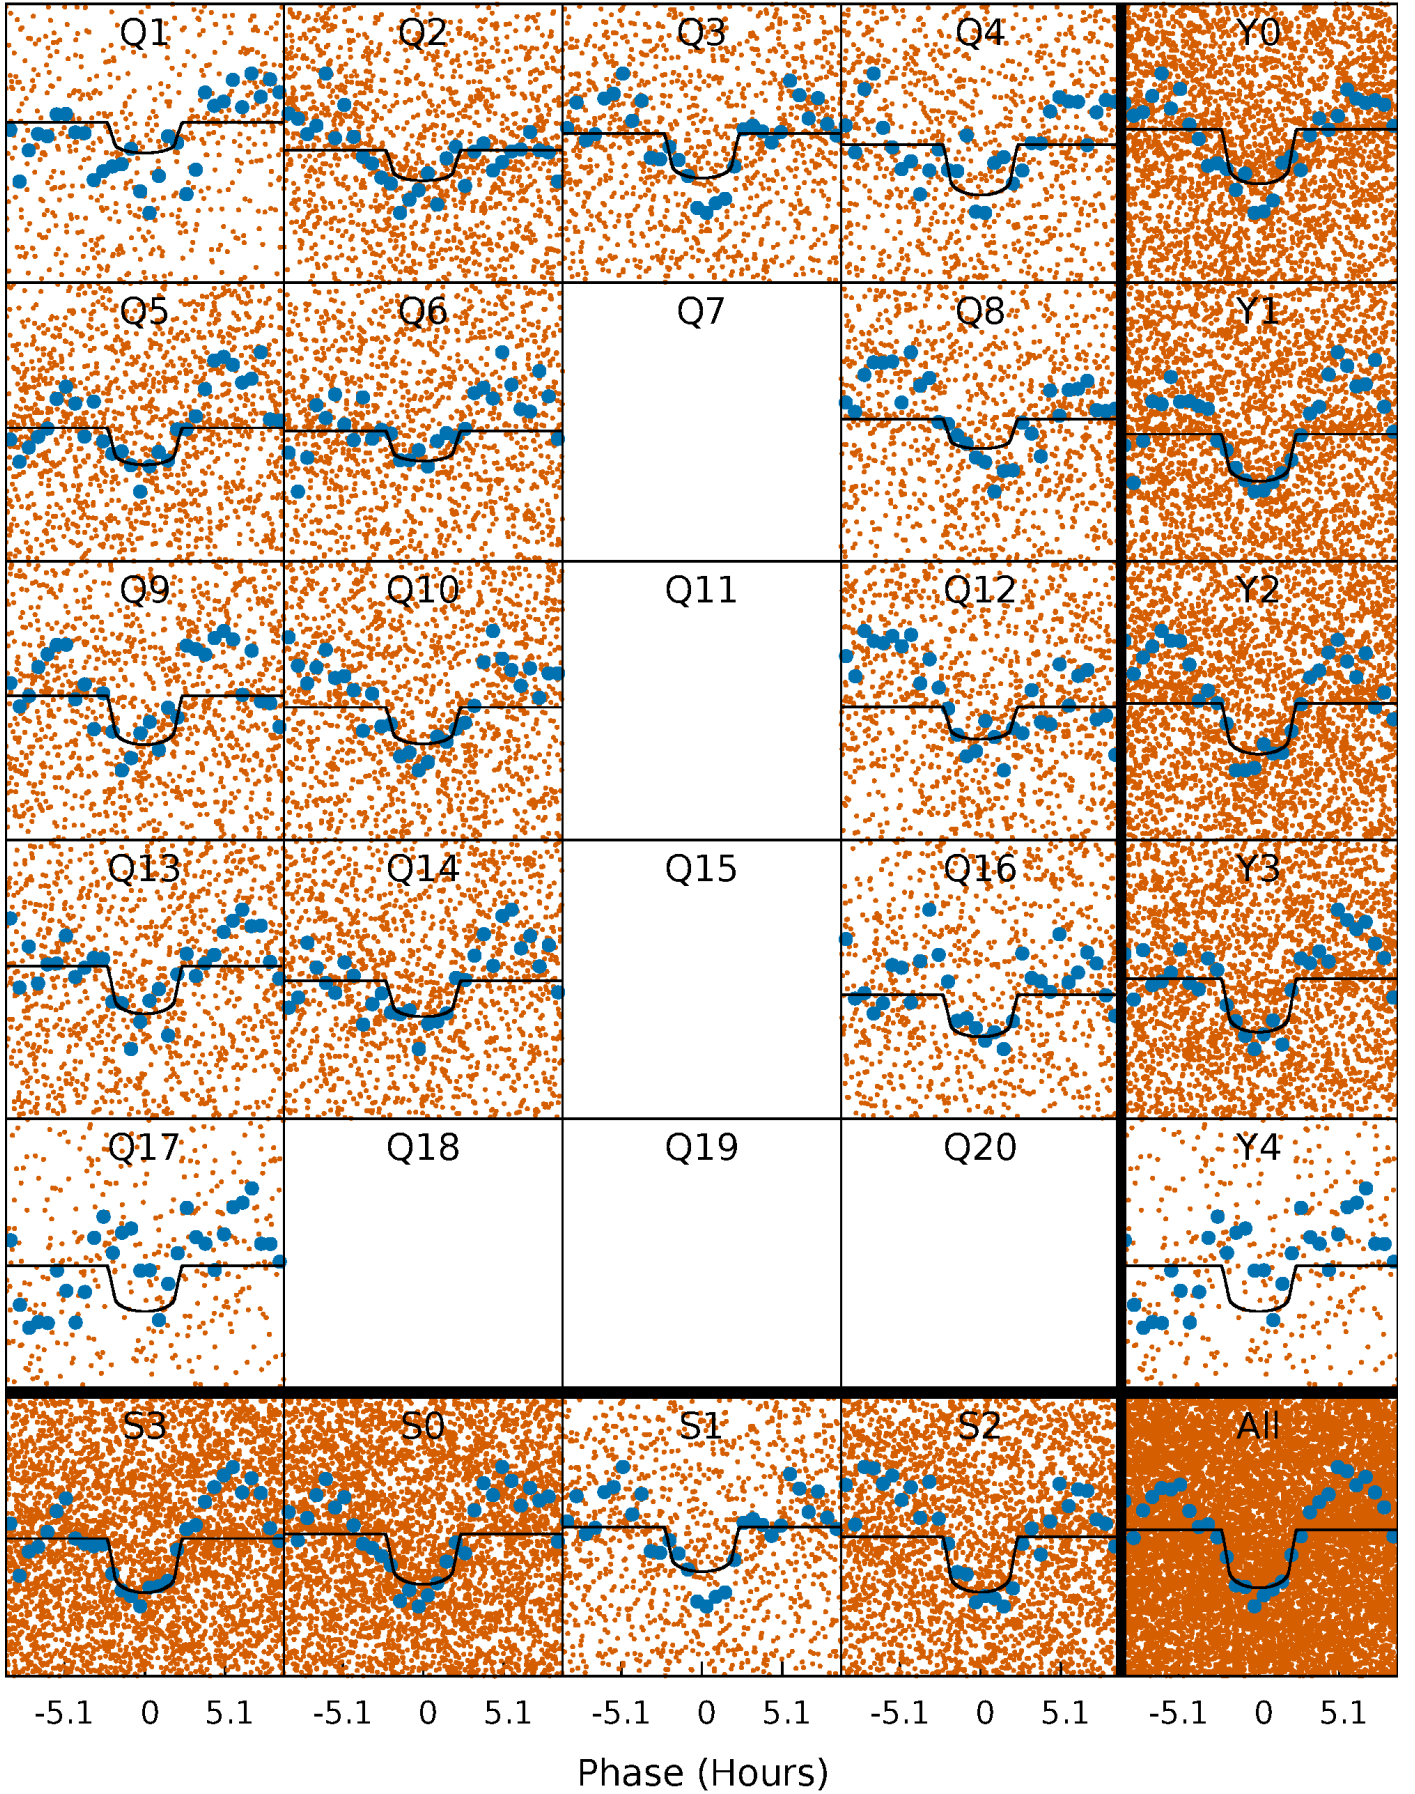 Q1 Q2 Q3 Q4 Y0
Q5 Q6 Q7 Q8 Y1
Q9 Q10 Q11 Q12 Y2
Q13 Q14 Q15 Q16 Y3
Q17 Q18 Q19 Q20 Y4
S3 S0 S1 S2 All
-5.1 0 5.1 -5.1 0 5.1 -5.1 0 5.1 -5.1 0 5.1 -5.1 0 5.1
Phase (Hours)